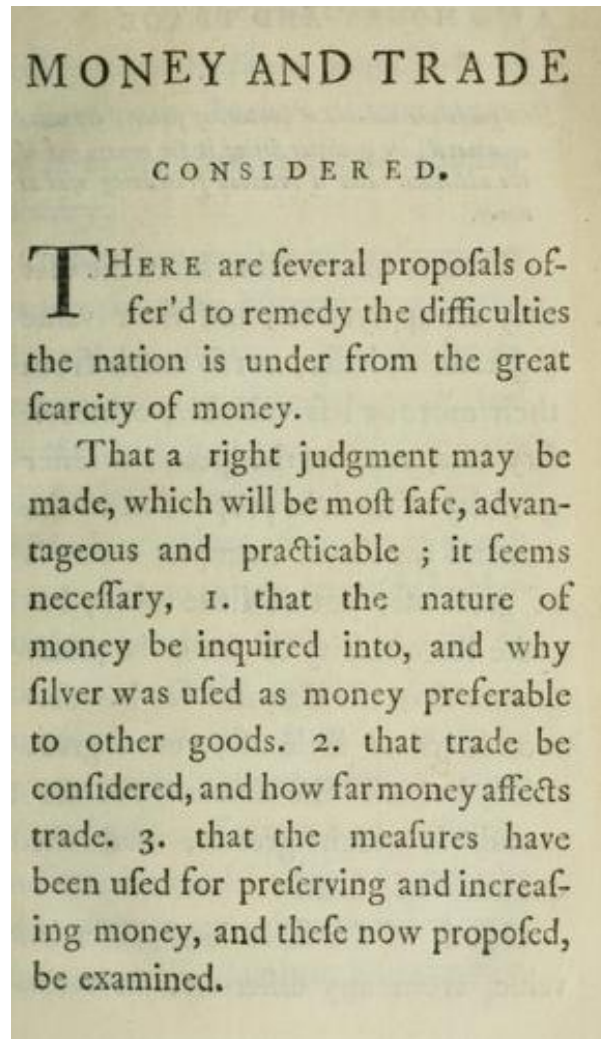 MONEY AND TRADE
CONSIDERED.
THERE are ſeveral propoſals of-
fer'd to remedy the difficulties
the nation is under from the great
ſcarcity of money.
That a right judgment may be
made, which will be moſt ſafe, advan-
tageous and practicable ; it ſeems
neceſſary, 1. that the nature of
money be inquired into, and why
ſilver was uſed as money preferable
to other goods. 2. that trade be
conſidered, and how far money affects
trade. 3. that the meaſures have
been uſed for preſerving and increaſ-
ing money, and theſe now propoſed,
be examined.